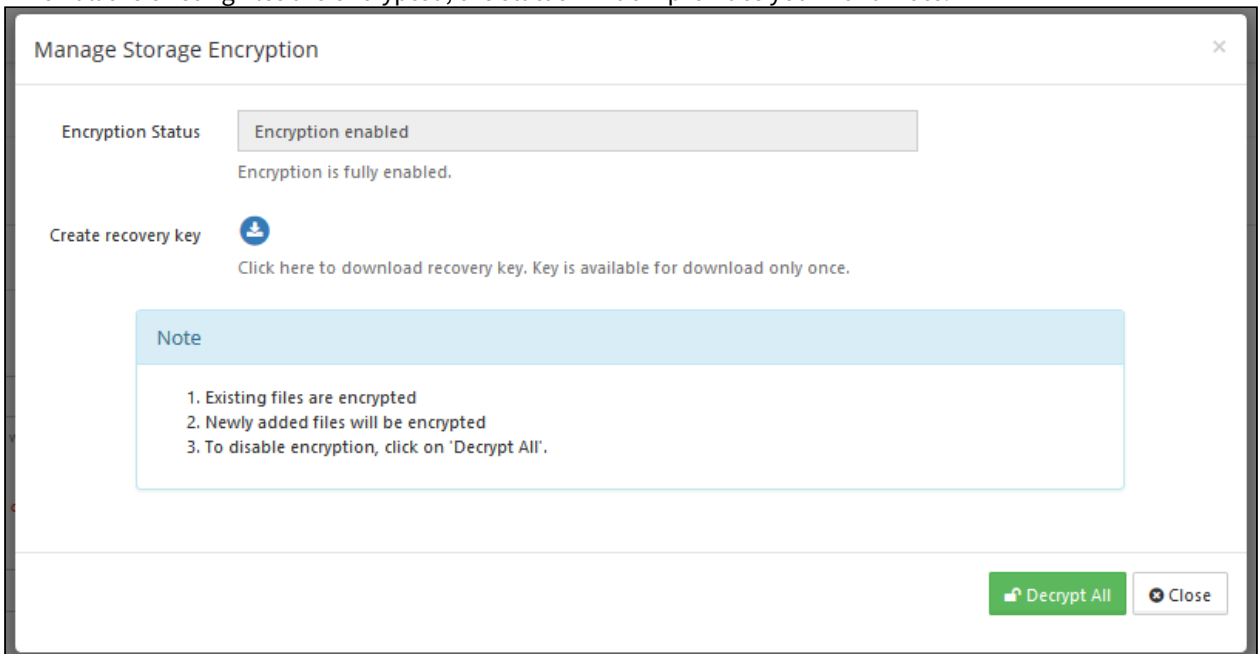 Manage Storage Encryption
×
Encryption Status
Encryption enabled
Encryption is fully enabled.
Create recovery key
Click here to download recovery key. Key is available for download only once.
Note
1. Existing files are encrypted
2. Newly added files will be encrypted
3. To disable encryption, click on 'Decrypt All'.
Decrypt All
Close